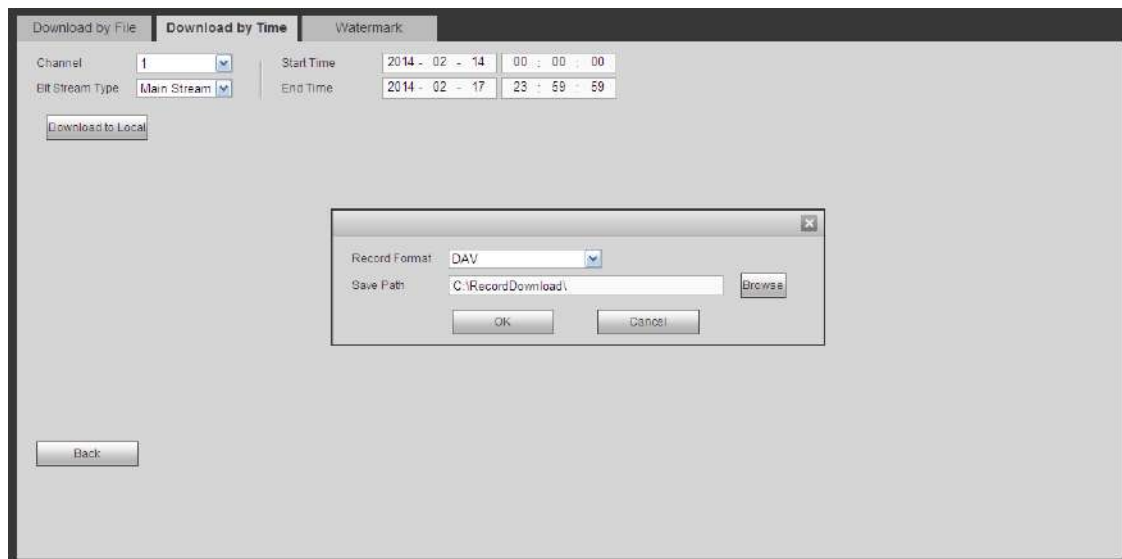 Download by File Download by Time Watermark
Channel 1 Start Time 2014 - 02 - 14 00 : 00 : 00
Bit Stream Type Main Stream End Time 2014 - 02 - 17 23 : 59 : 59
Download to Local
Record Format DAV
Save Path C:\RecordDownload\ Browse
OK Cancel
Back